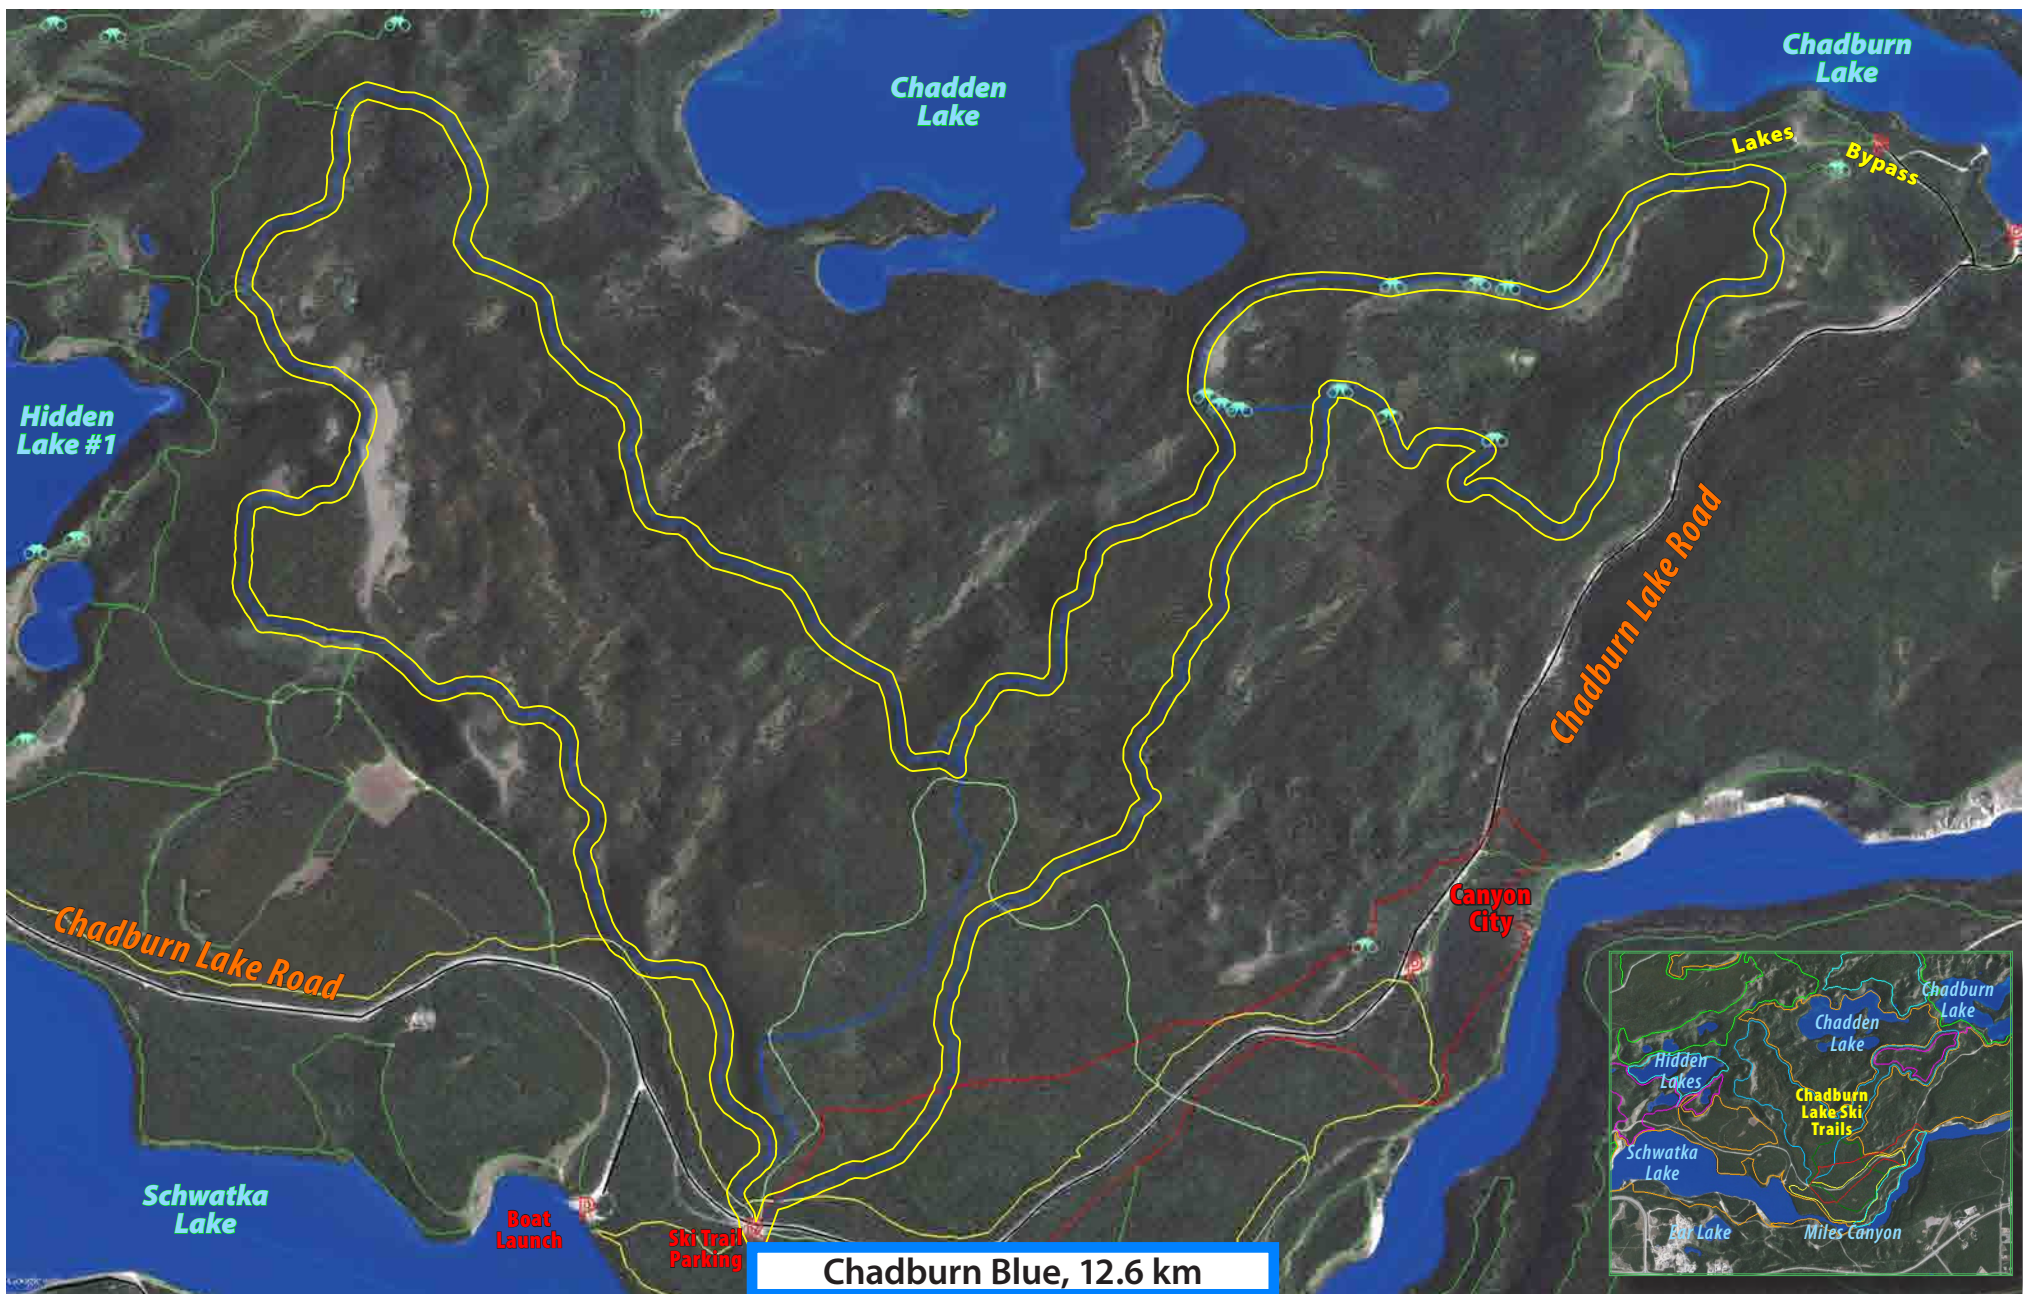 Chadburn
Lake
Chadden
Lake
Lakes
Bypass
Hidden
Lake #1
Chadburn Lake Road
Canyon
City
Chadburn Lake Road
P
P
P
P
P
Schwatka
Lake
Boat
Launch
Ski Trail
Parking
Chadburn Blue, 12.6 km
Chadburn
Lake
Chadden
Lake
Hidden
Lakes
Chadburn
Lake Ski
Trails
Schwatka
Lake
Ear Lake
Miles Canyon
Google